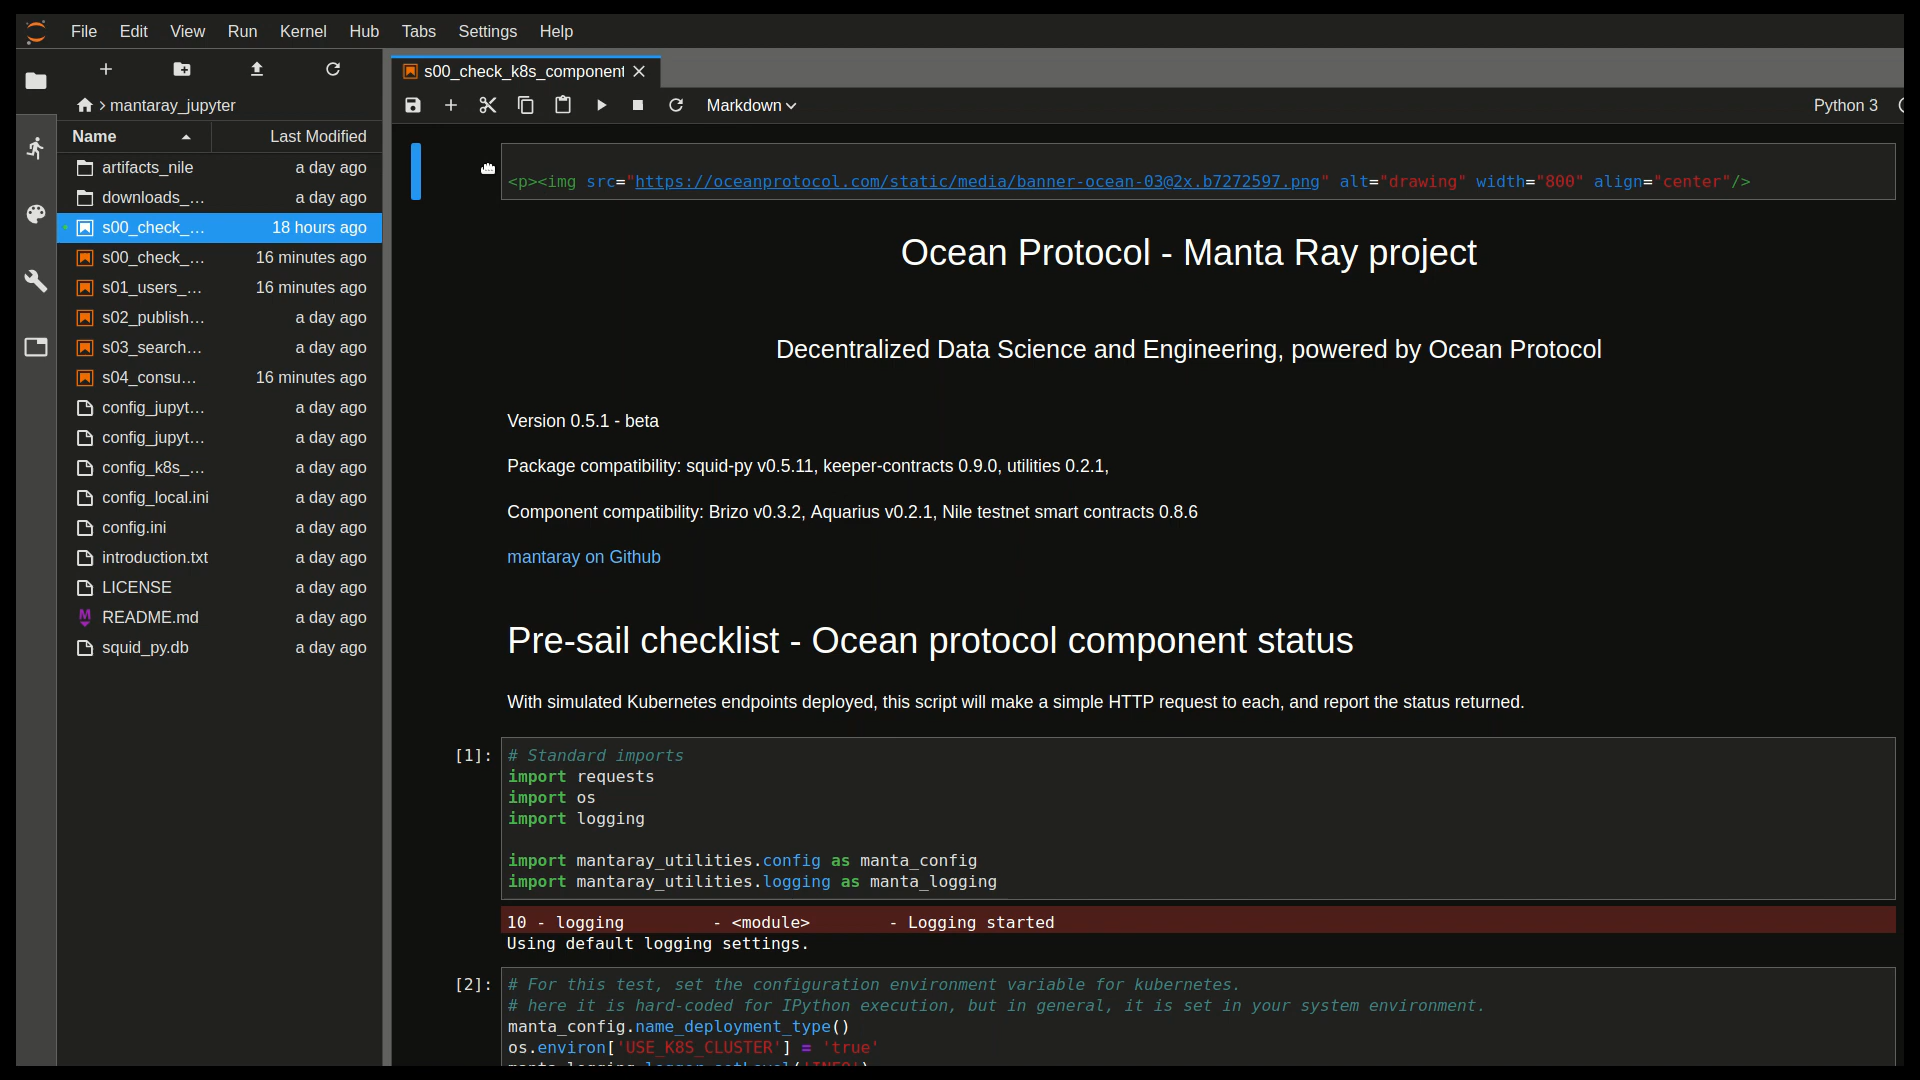 File Edit View Run Kernel Hub Tabs Settings Help
s00_check_k8s_component
mantaray_jupyter
Markdown
Python 3
Name Last Modified
artifacts_nile a day ago
downloads_... a day ago
s00_check_... 18 hours ago
s00_check_... 16 minutes ago
s01_users_... 16 minutes ago
s02_publish... a day ago
s03_search... a day ago
s04_consu... 16 minutes ago
config_jupyt... a day ago
config_jupyt... a day ago
config_k8s_... a day ago
config_local.ini a day ago
config.ini a day ago
introduction.txt a day ago
LICENSE a day ago
README.md a day ago
squid_py.db a day ago
<p><img src="https://oceanprotocol.com/static/media/banner-ocean-03@2x.b7272597.png" alt="drawing" width="800" align="center"/>
Ocean Protocol - Manta Ray project
Decentralized Data Science and Engineering, powered by Ocean Protocol
Version 0.5.1 - beta
Package compatibility: squid-py v0.5.11, keeper-contracts 0.9.0, utilities 0.2.1,
Component compatibility: Brizo v0.3.2, Aquarius v0.2.1, Nile testnet smart contracts 0.8.6
mantaray on Github
Pre-sail checklist - Ocean protocol component status
With simulated Kubernetes endpoints deployed, this script will make a simple HTTP request to each, and report the status returned.
[1]: # Standard imports
import requests
import os
import logging
import mantaray_utilities.config as manta_config
import mantaray_utilities.logging as manta_logging
10 - logging - <module> - Logging started
Using default logging settings.
[2]: # For this test, set the configuration environment variable for kubernetes.
# here it is hard-coded for IPython execution, but in general, it is set in your system environment.
manta_config.name_deployment_type()
os.environ['USE_K8S_CLUSTER'] = 'true'